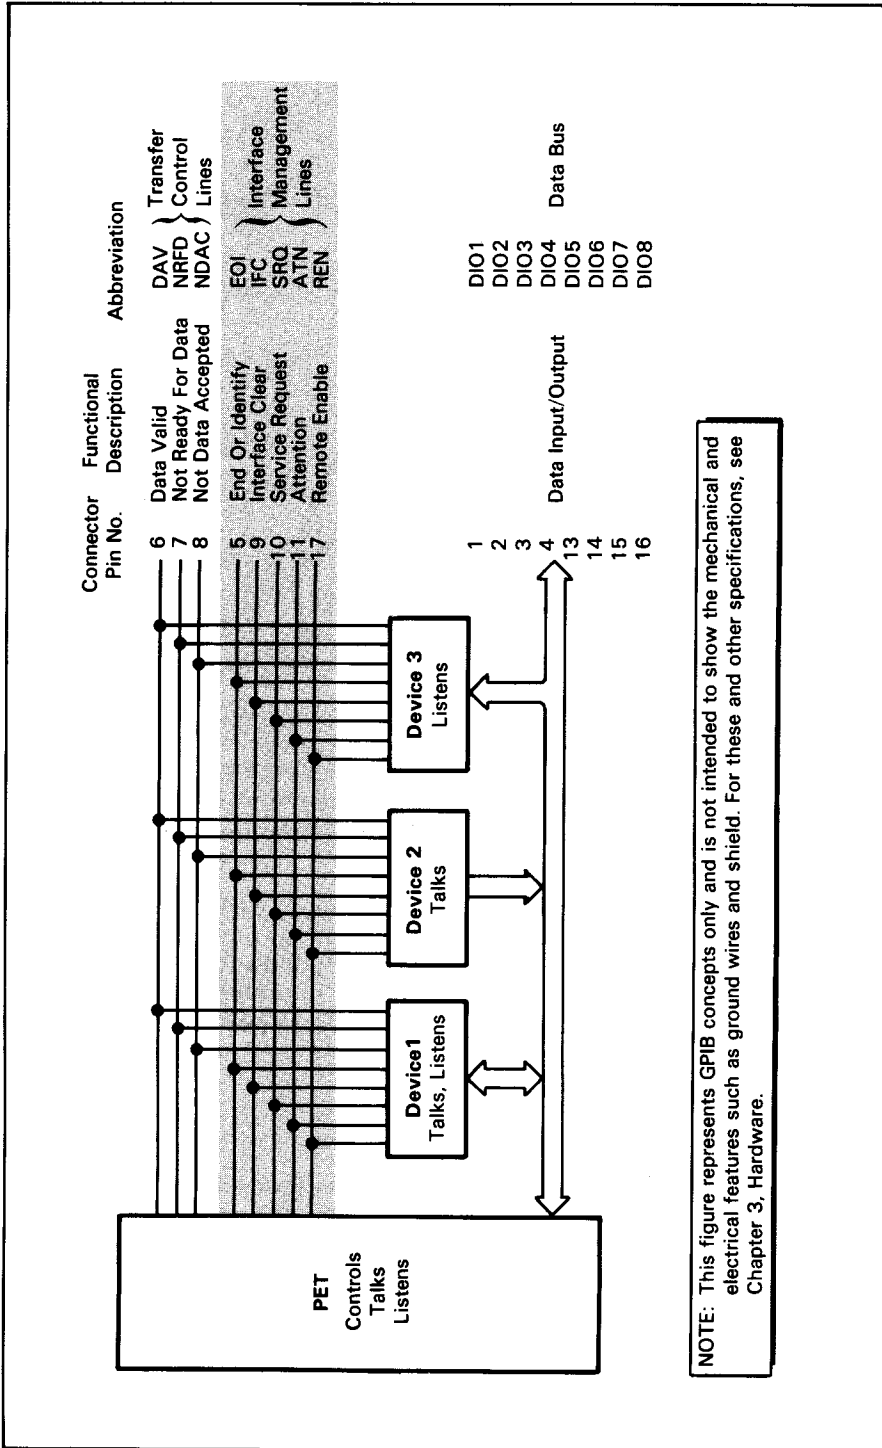 Connector Functional
Pin No. Description Abbreviation
6 Data Valid DAV Transfer
7 Not Ready For Data NRFD Control
8 Not Data Accepted NDAC Lines
5 End Or Identify EOI
9 Interface Clear IFC Interface
10 Service Request SRQ Management
11 Attention ATN Lines
17 Remote Enable REN
PET
Controls
Talks
Listens
Device1
Talks, Listens
Device 2
Talks
Device 3
Listens
1 DIO1
2 DIO2
3 DIO3
4 Data Input/Output DIO4 Data Bus
13 DIO5
14 DIO6
15 DIO7
16 DIO8
NOTE: This figure represents GPIB concepts only and is not intended to show the mechanical and
electrical features such as ground wires and shield. For these and other specifications, see
Chapter 3, Hardware.